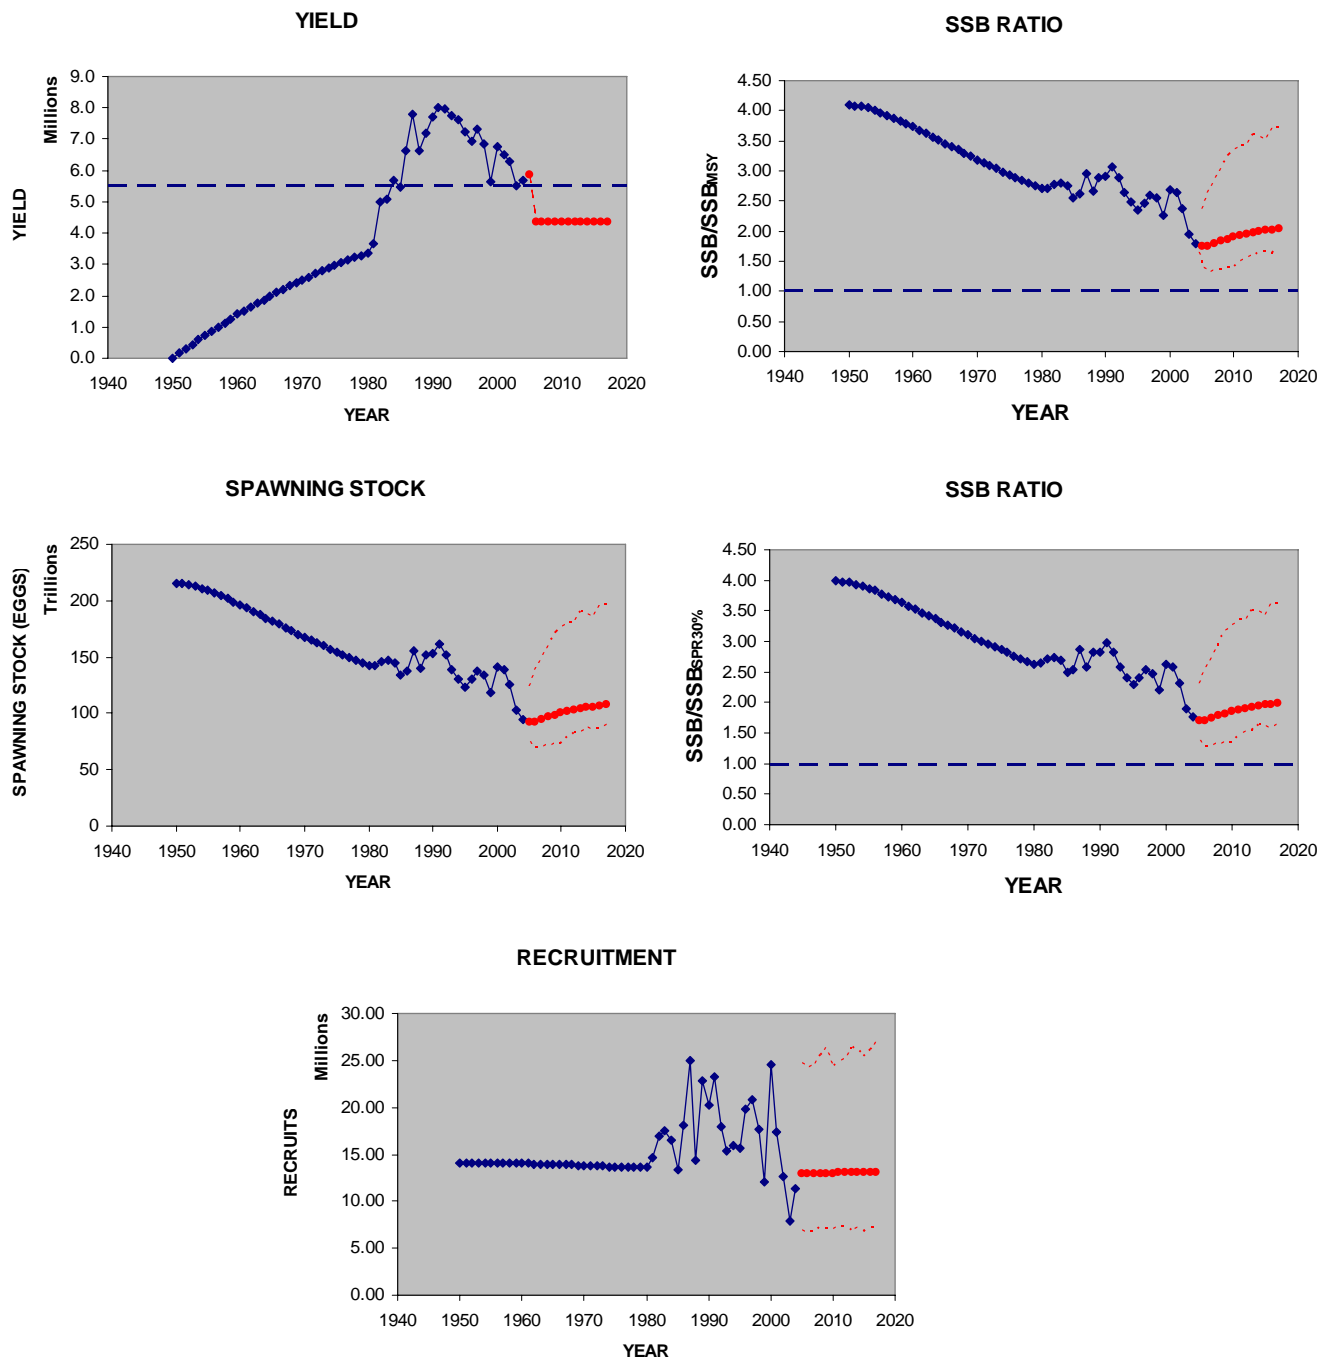 YIELD
Millions
YIELD
9.0
8.0
7.0
6.0
5.0
4.0
3.0
2.0
1.0
0.0
1940 1950 1960 1970 1980 1990 2000 2010 2020
YEAR
SSB RATIO
SSB/SSBMSY
4.50
4.00
3.50
3.00
2.50
2.00
1.50
1.00
0.50
0.00
1940 1950 1960 1970 1980 1990 2000 2010 2020
YEAR
SPAWNING STOCK
Trillions
SPAWNING STOCK (EGGS)
250
200
150
100
50
0
1940 1950 1960 1970 1980 1990 2000 2010 2020
YEAR
SSB RATIO
SSB/SSBSPR30%
4.50
4.00
3.50
3.00
2.50
2.00
1.50
1.00
0.50
0.00
1940 1950 1960 1970 1980 1990 2000 2010 2020
YEAR
RECRUITMENT
Millions
RECRUITS
30.00
25.00
20.00
15.00
10.00
5.00
0.00
1940 1950 1960 1970 1980 1990 2000 2010 2020
YEAR